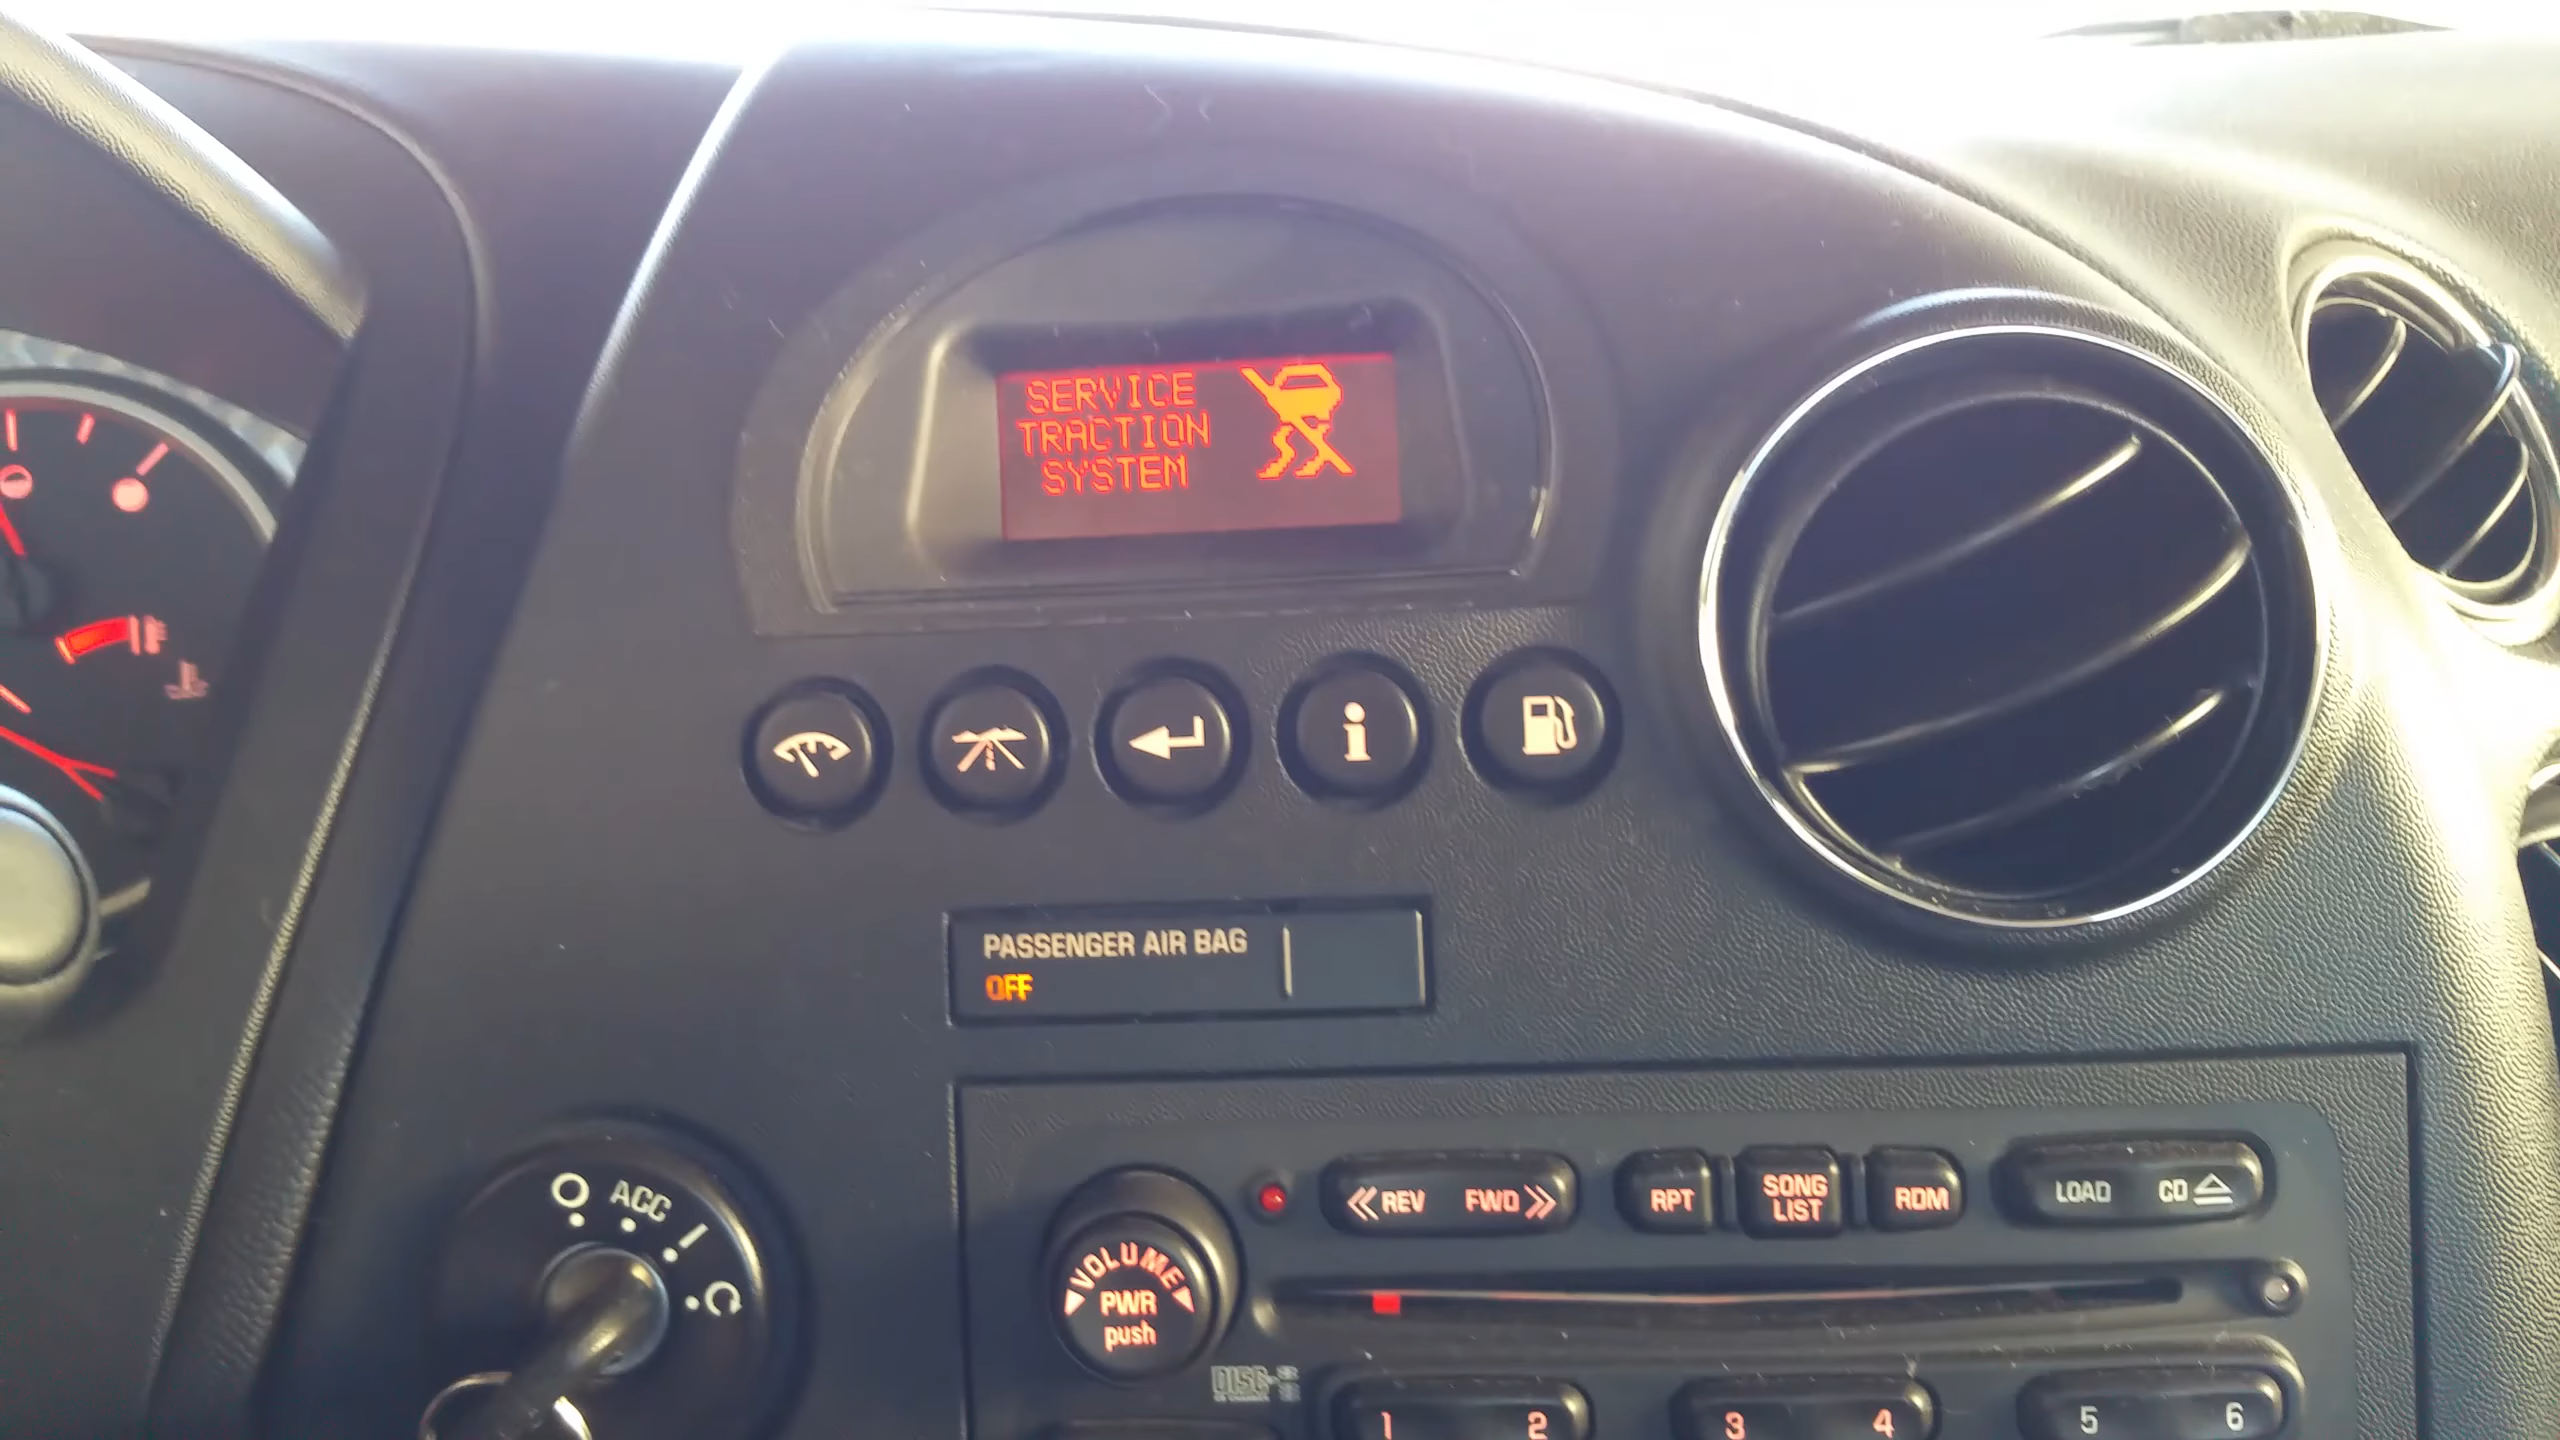 SERVICE
TRACTION
SYSTEM
PASSENGER AIR BAG
OFF
ACC
REV FWD RPT SONG LIST RDM LOAD CD
VOLUME
PWR
push
DISC
1 2 3 4 5 6